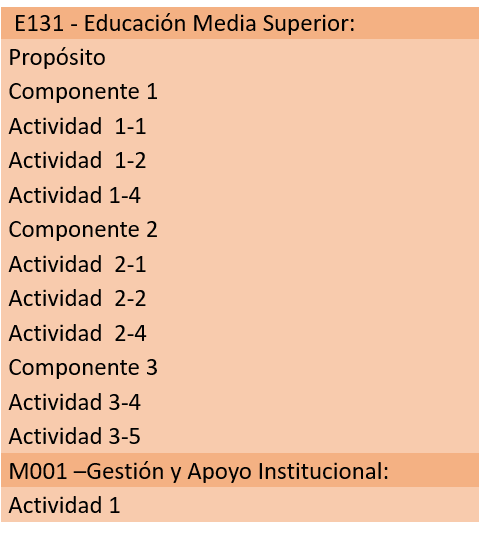 E131 - Educación Media Superior:
Propósito
Componente 1
Actividad  1-1
Actividad  1-2
Actividad 1-4
Componente 2
Actividad  2-1
Actividad  2-2
Actividad  2-4
Componente 3
Actividad 3-4
Actividad 3-5
M001 –Gestión y Apoyo Institucional:
Actividad 1